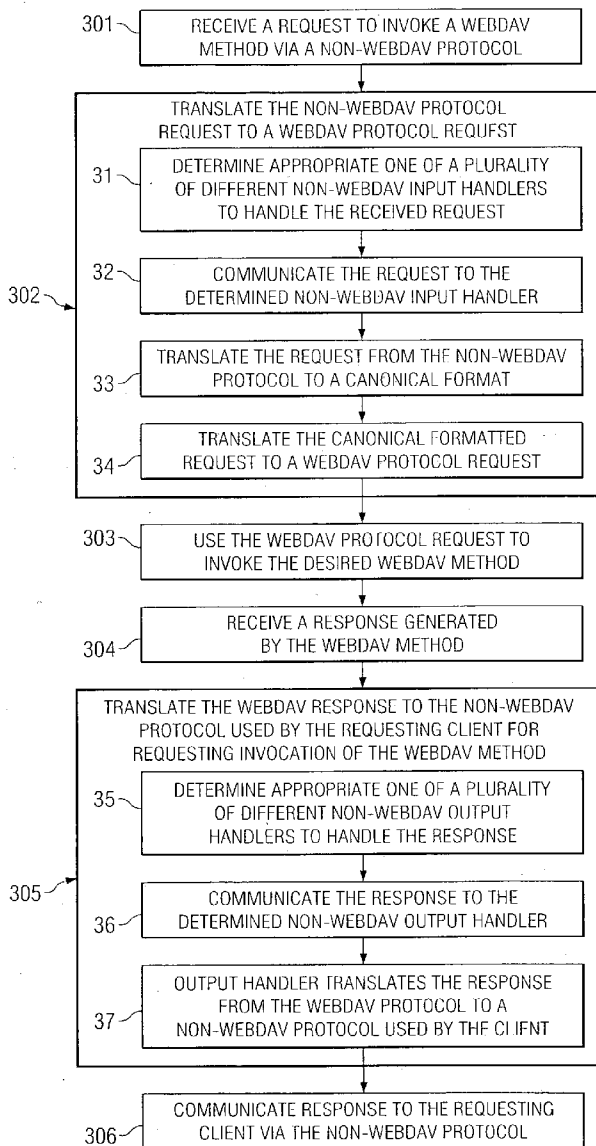 301
RECEIVE A REQUEST TO INVOKE A WEBDAV
METHOD VIA A NON-WEBDAV PROTOCOL
302
TRANSLATE THE NON-WEBDAV PROTOCOL
REQUEST TO A WEBDAV PROTOCOL REQUEST
31
DETERMINE APPROPRIATE ONE OF A PLURALITY
OF DIFFERENT NON-WEBDAV INPUT HANDLERS
TO HANDLE THE RECEIVED REQUEST
32
COMMUNICATE THE REQUEST TO THE
DETERMINED NON-WEBDAV INPUT HANDLER
33
TRANSLATE THE REQUEST FROM THE NON-WEBDAV
PROTOCOL TO A CANONICAL FORMAT
34
TRANSLATE THE CANONICAL FORMATTED
REQUEST TO A WEBDAV PROTOCOL REQUEST
303
USE THE WEBDAV PROTOCOL REQUEST TO
INVOKE THE DESIRED WEBDAV METHOD
304
RECEIVE A RESPONSE GENERATED
BY THE WEBDAV METHOD
305
TRANSLATE THE WEBDAV RESPONSE TO THE NON-WEBDAV
PROTOCOL USED BY THE REQUESTING CLIENT FOR
REQUESTING INVOCATION OF THE WEBDAV METHOD
35
DETERMINE APPROPRIATE ONE OF A PLURALITY
OF DIFFERENT NON-WEBDAV OUTPUT
HANDLERS TO HANDLE THE RESPONSE
36
COMMUNICATE THE RESPONSE TO THE
DETERMINED NON-WEBDAV OUTPUT HANDLER
37
OUTPUT HANDLER TRANSLATES THE RESPONSE
FROM THE WEBDAV PROTOCOL TO A
NON-WEBDAV PROTOCOL USED BY THE CLIENT
306
COMMUNICATE RESPONSE TO THE REQUESTING
CLIENT VIA THE NON-WEBDAV PROTOCOL